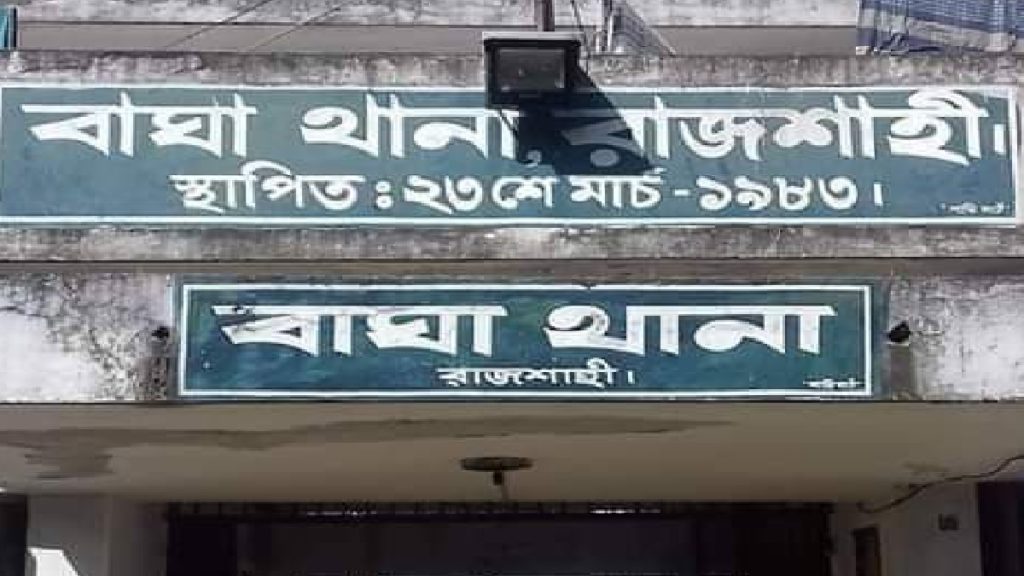 বাঘা থানা, রাজশাহী।
স্থাপিত : ২৩শে মার্চ - ১৯৮৩।
বাঘা থানা
রাজশাহী।